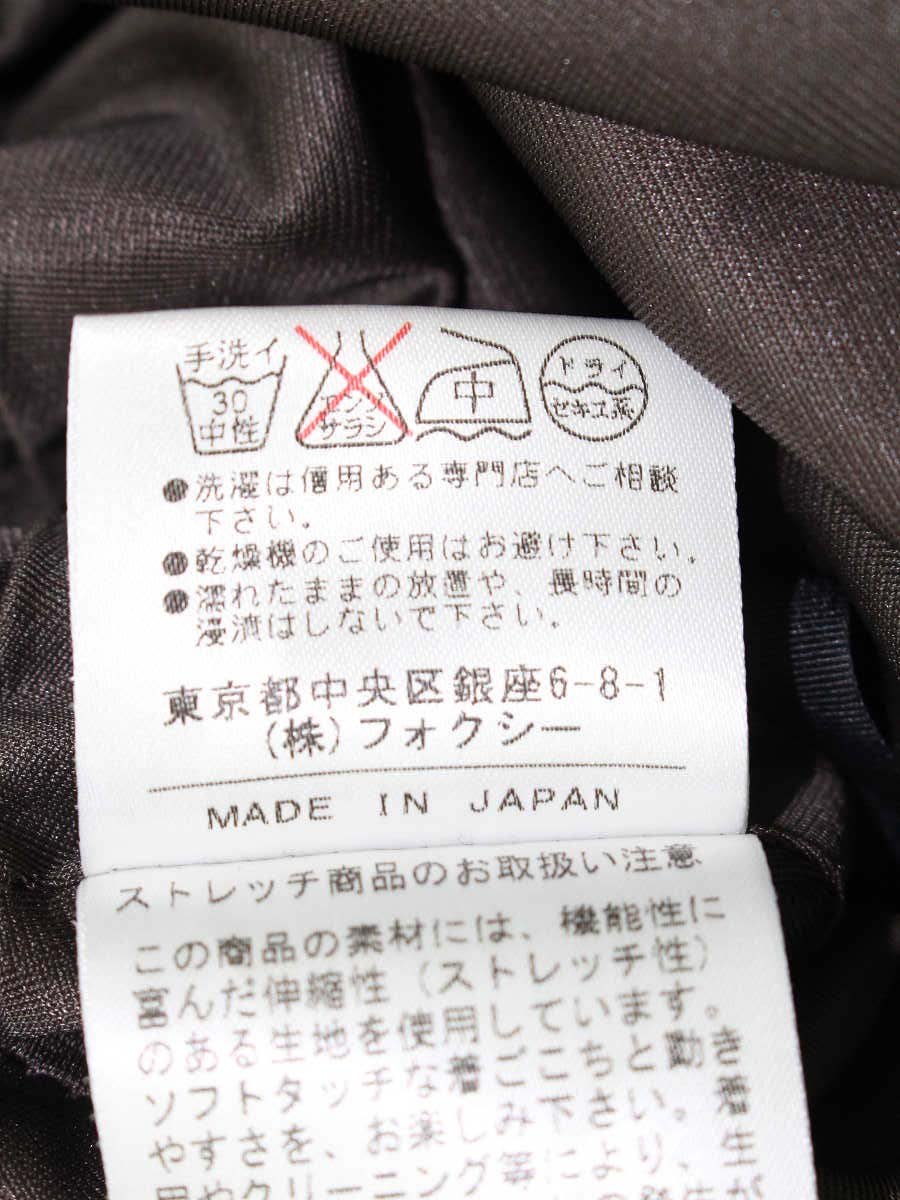 手洗イ
30
中性
エンソ
サラシ
中
ドライ
セキユ系
●洗濯は信用ある専門店へご相談
下さい。
●乾燥機のご使用はお避け下さい。
●濡れたままの放置や、長時間の
浸漬はしないで下さい。
東京都中央区銀座6-8-1
(株)フォクシー
MADE IN JAPAN
ストレッチ商品のお取扱い注意
この商品の素材には、機能性に
富んだ伸縮性(ストレッチ性)
のある生地を使用しています。
ソフトタッチな着ごこちと動き
やすさを、お楽しみ下さい。着
用やクリーニング等により、生